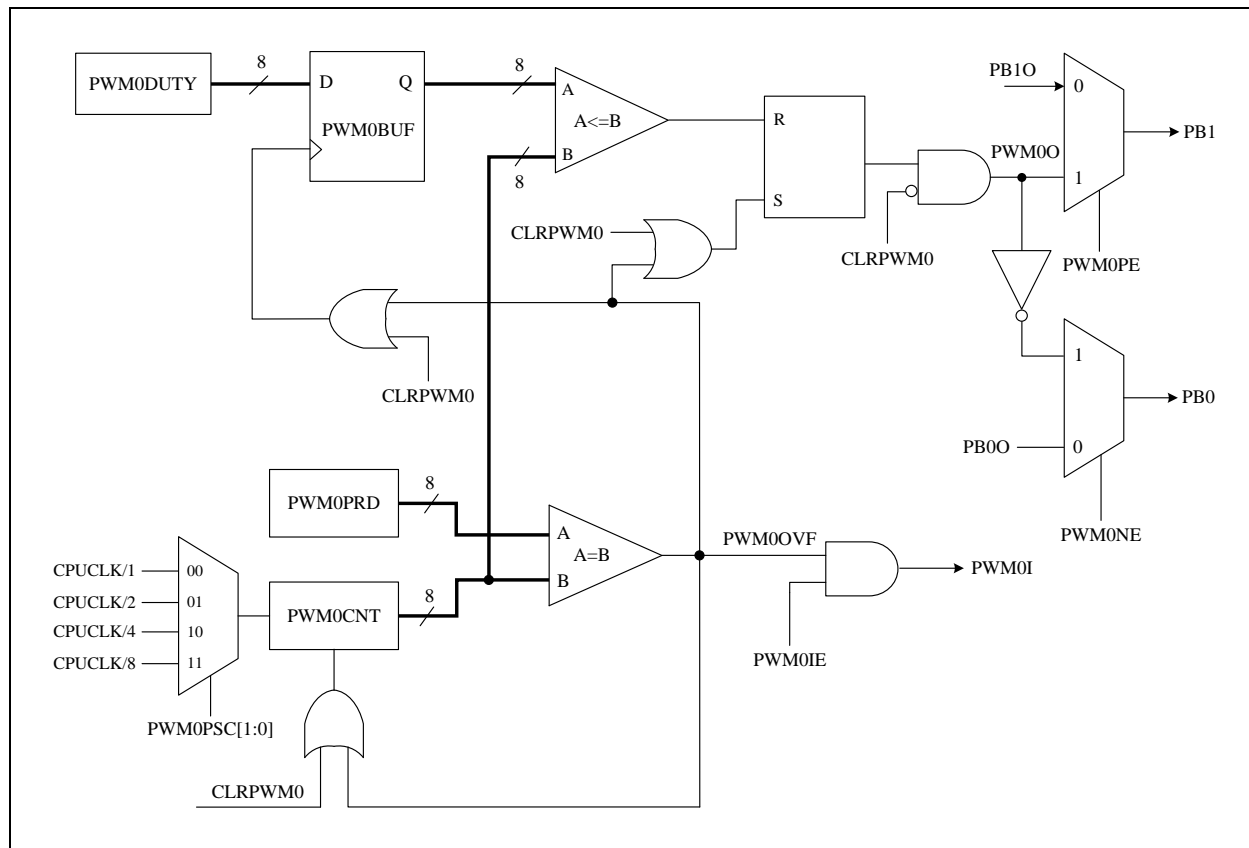 PWM0DUTY
8
D
Q
PWM0BUF
8
A
A<=B
B
8
R
S
CLRPWM0
CLRPWM0
PWM0O
PB1O
0
1
PB1
PWM0PE
CLRPWM0
1
0
PB0
PB0O
PWM0NE
PWM0PRD
8
A
A=B
B
PWM0OVF
PWM0I
PWM0IE
CPUCLK/1
00
CPUCLK/2
01
CPUCLK/4
10
CPUCLK/8
11
PWM0CNT
8
PWM0PSC[1:0]
CLRPWM0